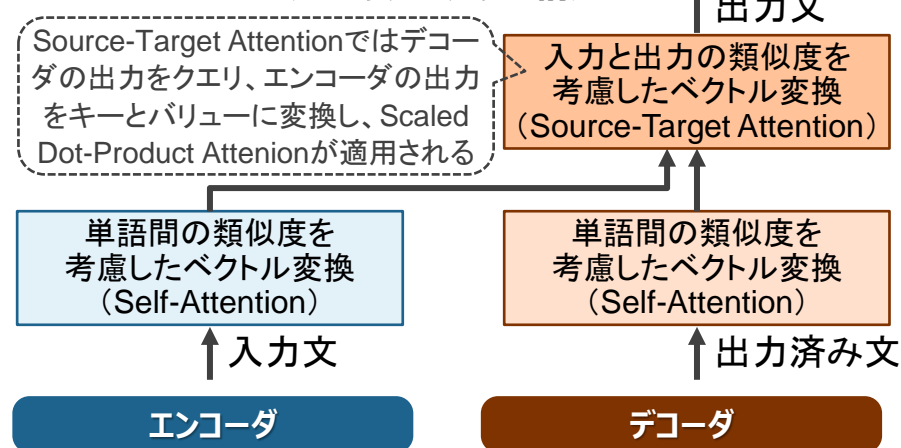 出力文
Source-Target Attentionではデコー
ダの出力をクエリ、エンコーダの出力
をキーとバリューに変換し、Scaled
Dot-Product Attenionが適用される
入力と出力の類似度を
考慮したベクトル変換
（Source-Target Attention）
単語間の類似度を
考慮したベクトル変換
（Self-Attention）
単語間の類似度を
考慮したベクトル変換
（Self-Attention）
入力文
出力済み文
エンコーダ
デコーダ